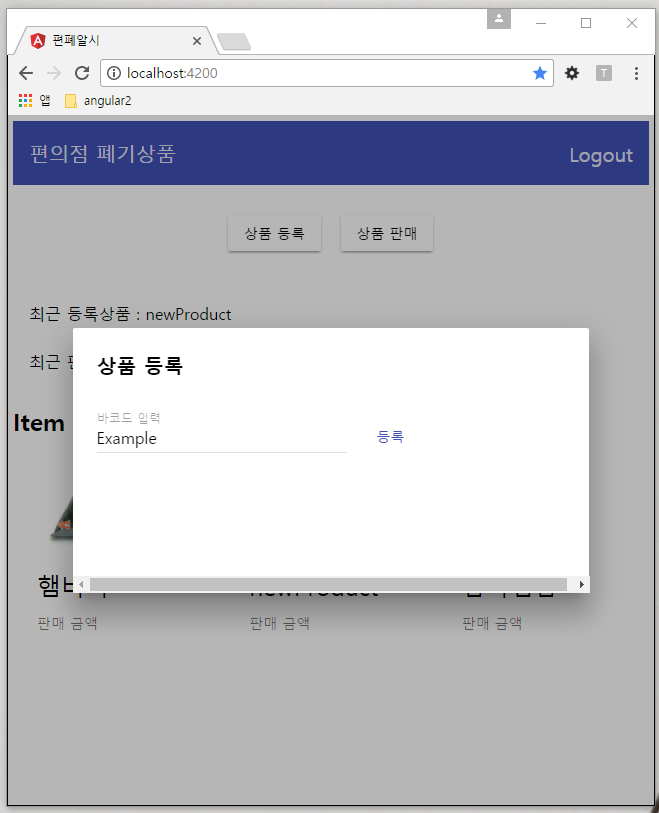 편폐알시
localhost:4200
T
앱
angular2
편의점 폐기상품
Logout
상품 등록
상품 판매
최근 등록상품 : newProduct
최근
Item
상품 등록
바코드 입력
Example
등록
newProduct
판매 금액
판매 금액
판매 금액